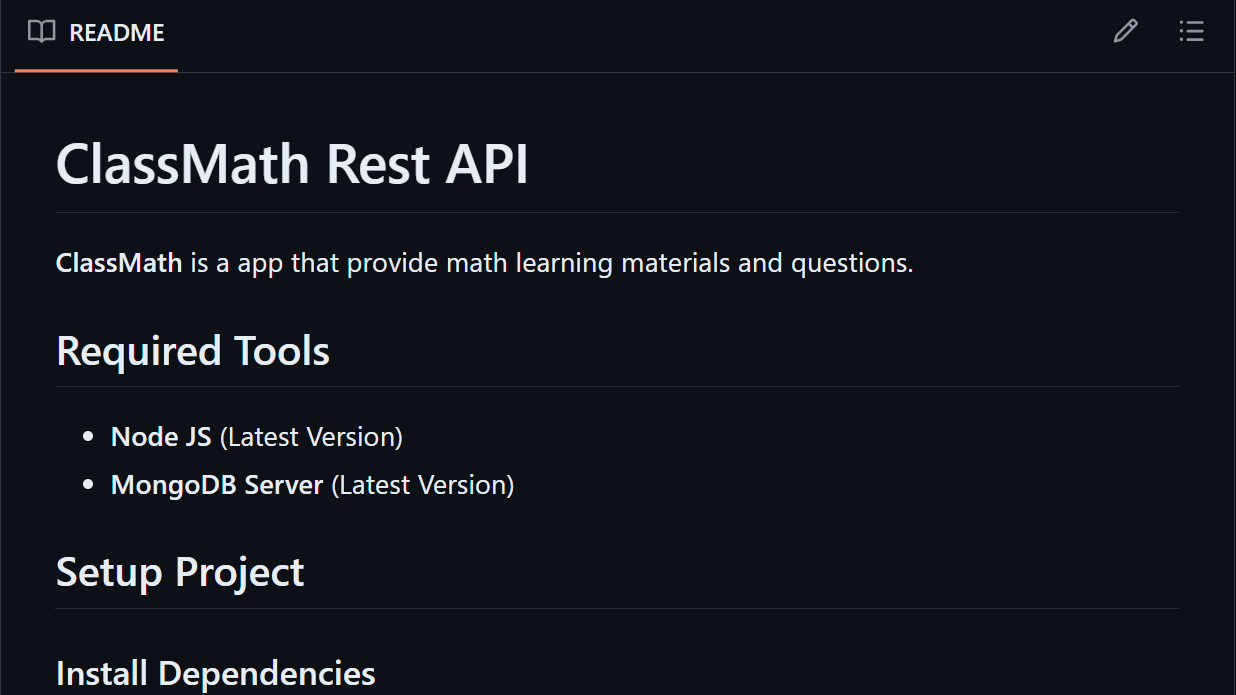 README
ClassMath Rest API
ClassMath is a app that provide math learning materials and questions.
Required Tools
Node JS (Latest Version)
MongoDB Server (Latest Version)
Setup Project
Install Dependencies